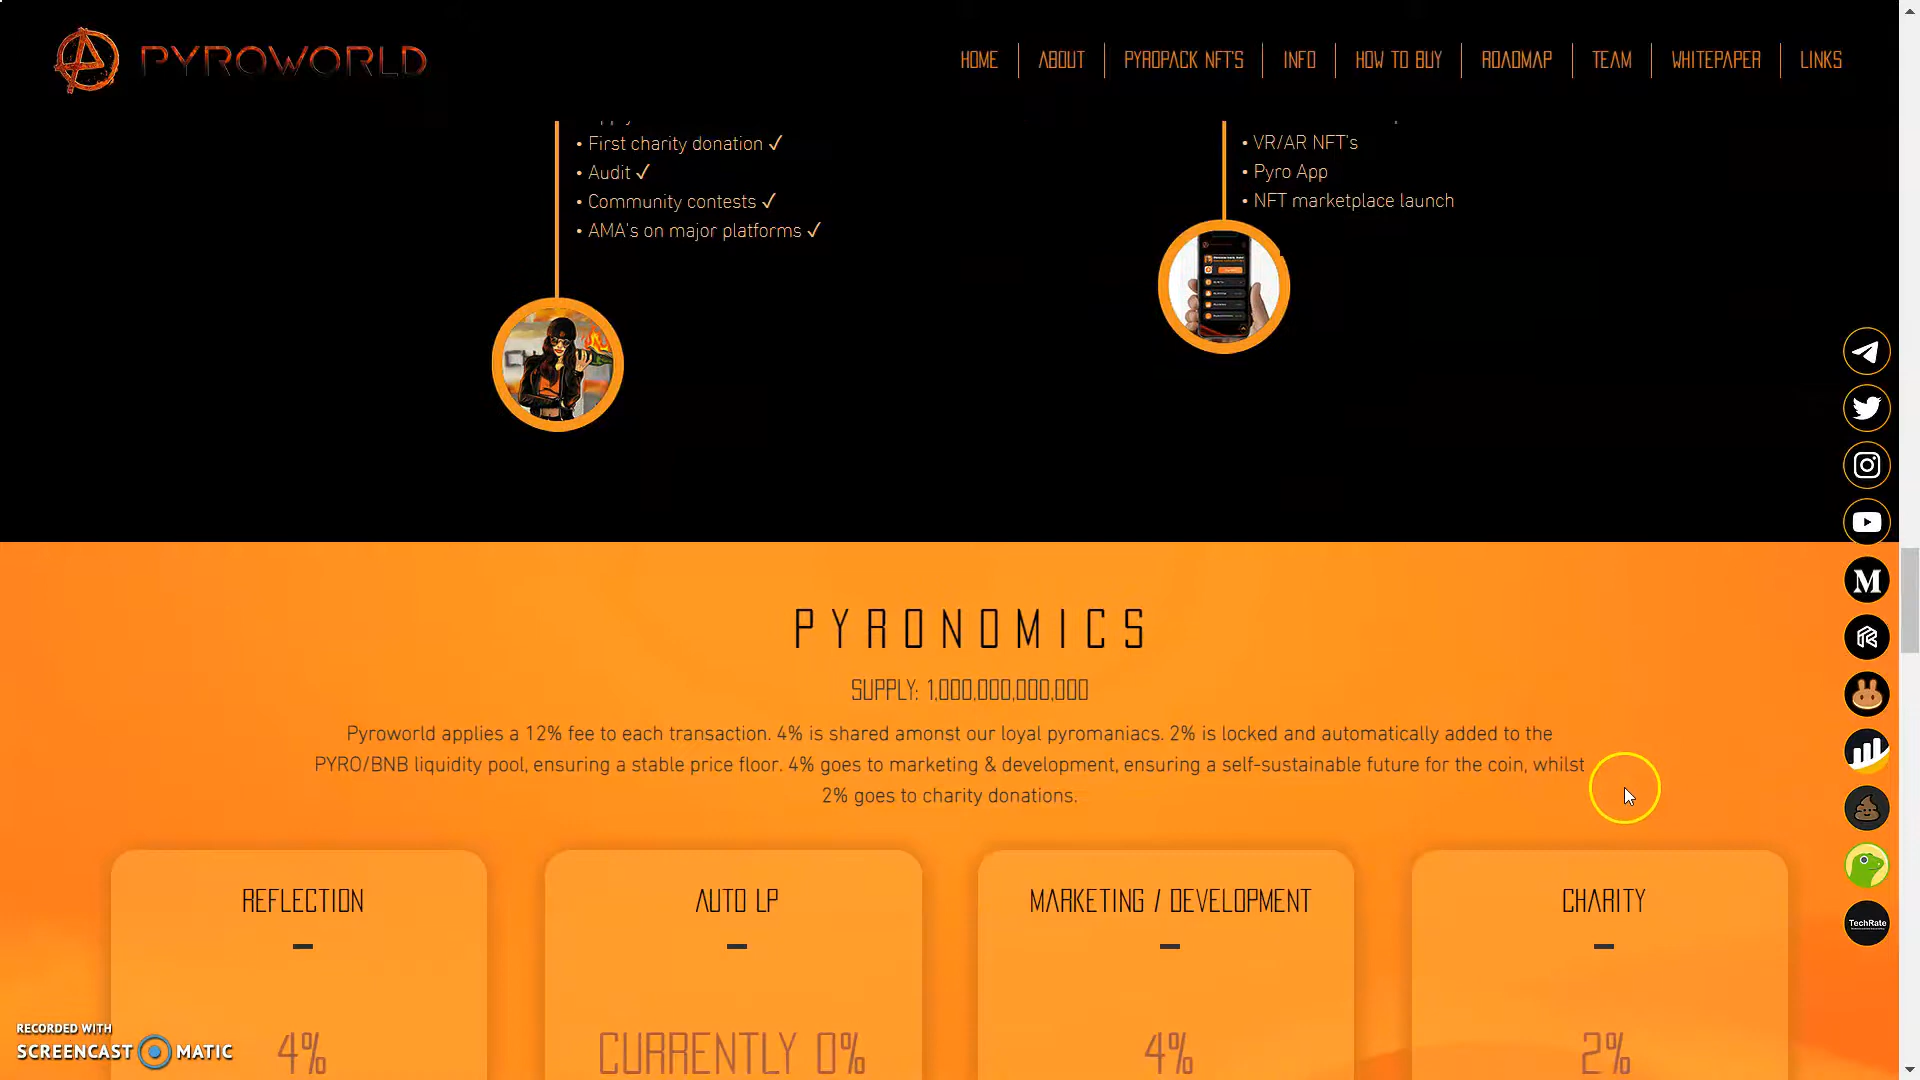 PYROWORLD
HOME
ABOUT
PYROPACK NFT'S
INFO
HOW TO BUY
ROADMAP
TEAM
WHITEPAPER
LINKS
• First charity donation ✓
• Audit ✓
• Community contests ✓
• AMA's on major platforms ✓
• VR/AR NFT's
• Pyro App
• NFT marketplace launch
PYRONOMICS
SUPPLY: 1,000,000,000,000
Pyroworld applies a 12% fee to each transaction. 4% is shared amonst our loyal pyromaniacs. 2% is locked and automatically added to the
PYRO/BNB liquidity pool, ensuring a stable price floor. 4% goes to marketing & development, ensuring a self-sustainable future for the coin, whilst
2% goes to charity donations.
REFLECTION
4%
AUTO LP
CURRENTLY 0%
MARKETING / DEVELOPMENT
4%
CHARITY
2%
TechRate
RECORDED WITH
SCREENCAST MATIC